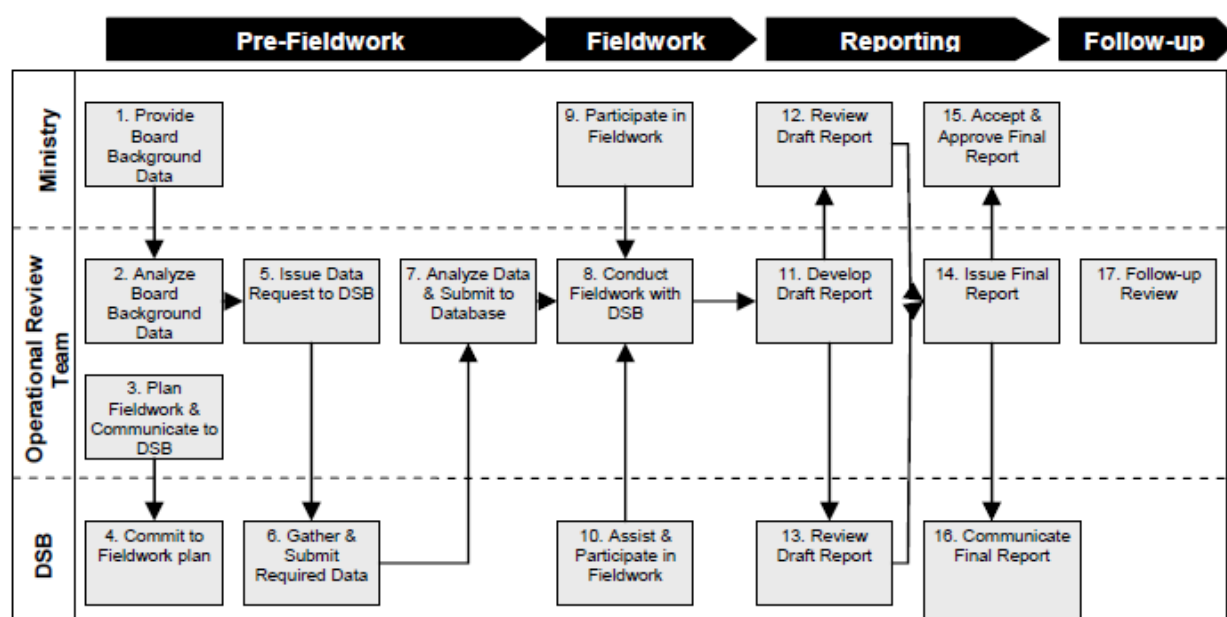 Pre-Fieldwork
Fieldwork
Reporting
Follow-up
Ministry
1. Provide
Board
Background
Data
9. Participate in
Fieldwork
12. Review
Draft Report
15. Accept &
Approve Final
Report
Operational Review
Team
2. Analyze
Board
Background
Data
5. Issue Data
Request to DSB
7. Analyze Data
& Submit to
Database
8. Conduct
Fieldwork with
DSB
11. Develop
Draft Report
14. Issue Final
Report
17. Follow-up
Review
3. Plan
Fieldwork &
Communicate to
DSB
DSB
4. Commit to
Fieldwork plan
6. Gather &
Submit
Required Data
10. Assist &
Participate in
Fieldwork
13. Review
Draft Report
16. Communicate
Final Report